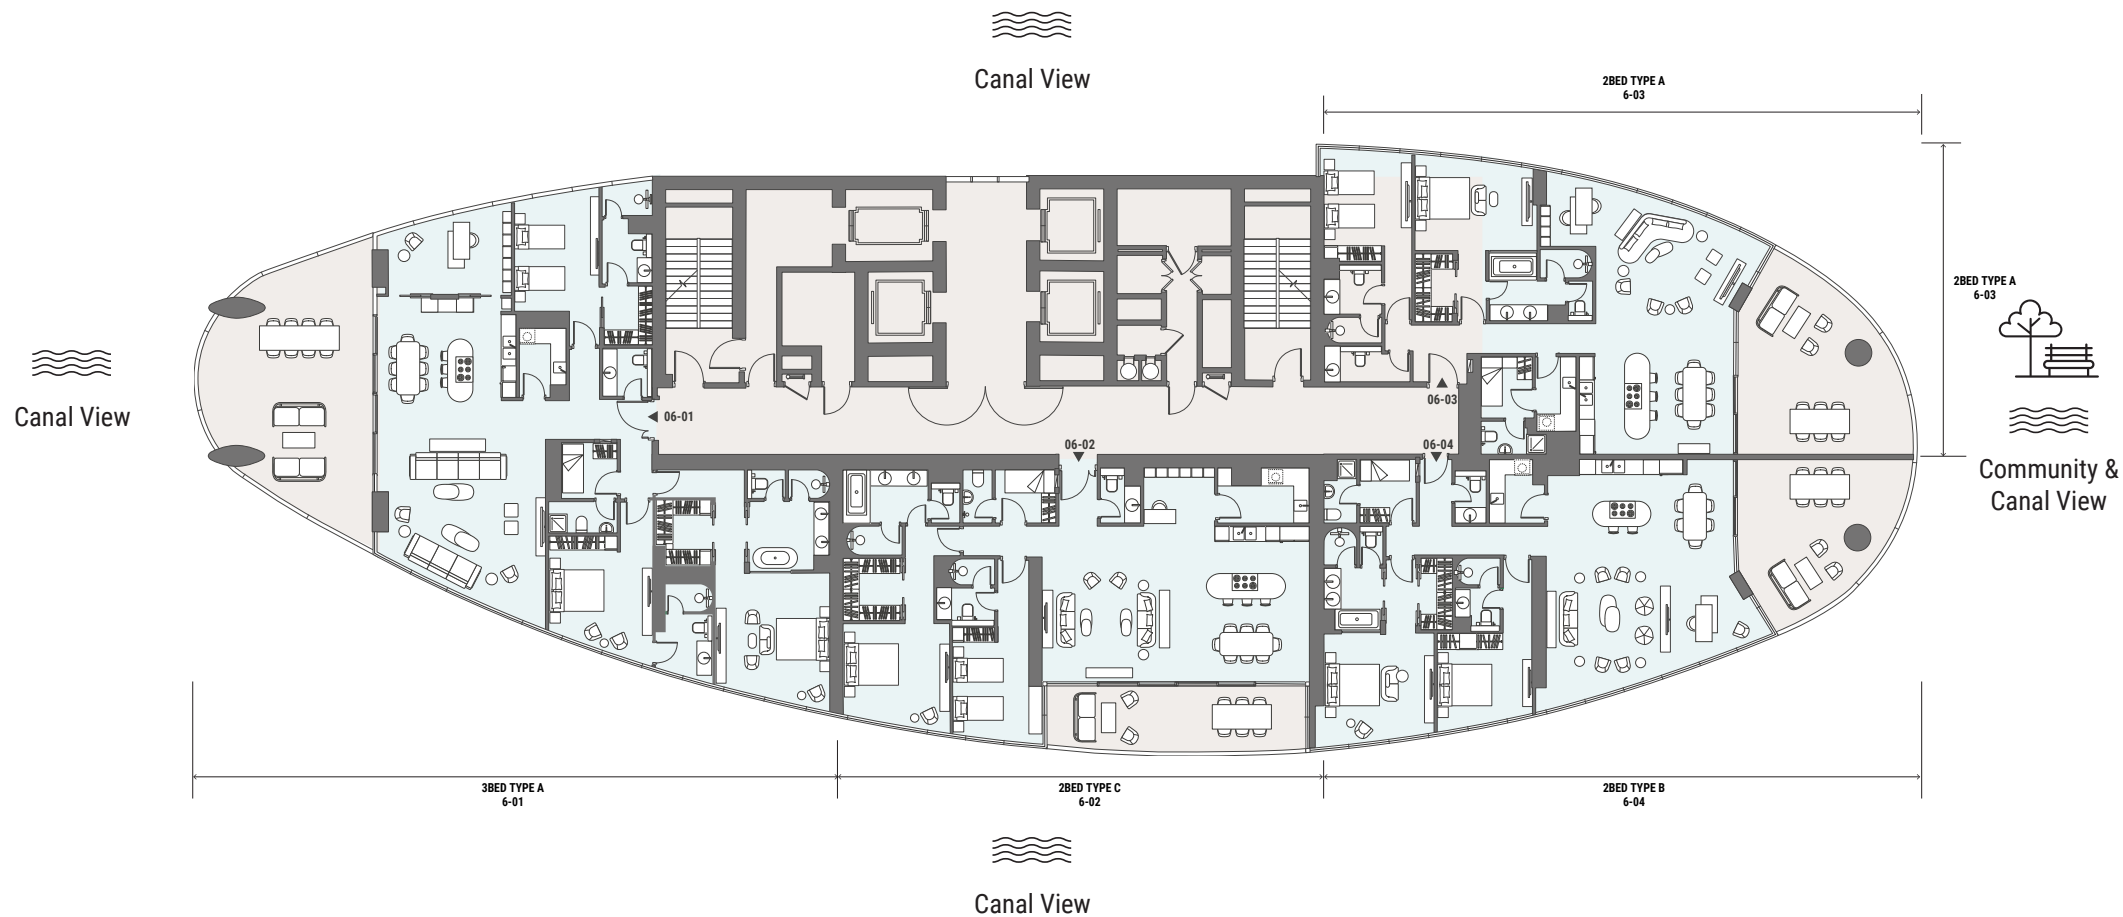 Canal View
2BED TYPE A
6-03
2BED TYPE A
6-03
Canal View
Community &
Canal View
06-01
06-02
06-03
06-04
3BED TYPE A
6-01
2BED TYPE C
6-02
2BED TYPE B
6-04
Canal View